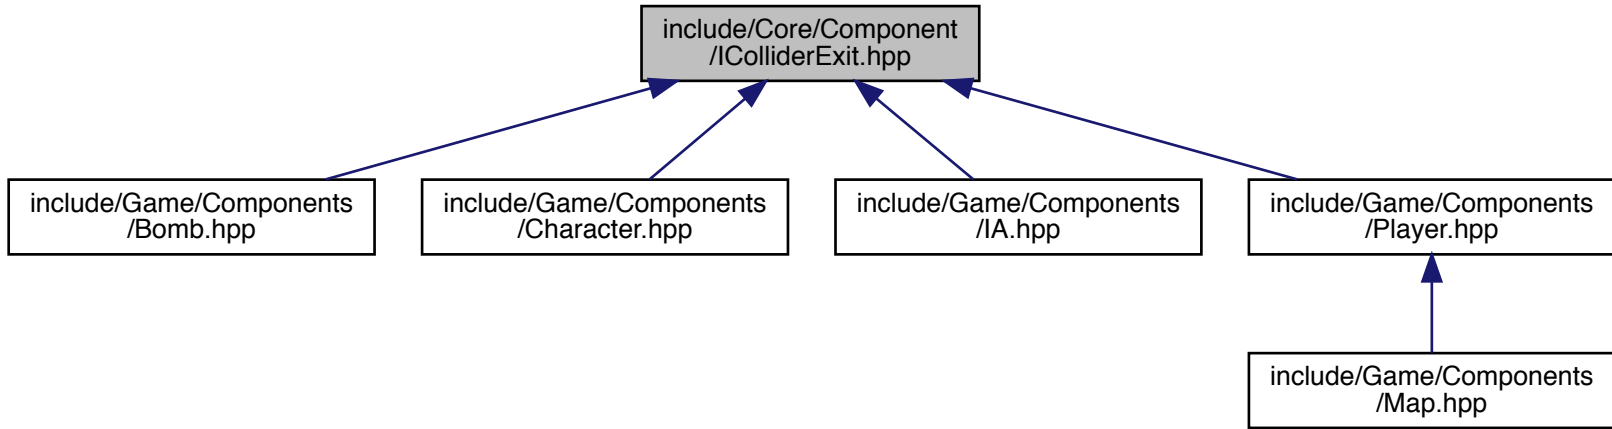 include/Core/Component
/IColliderExit.hpp
include/Game/Components
/Bomb.hpp
include/Game/Components
/Character.hpp
include/Game/Components
/IA.hpp
include/Game/Components
/Player.hpp
include/Game/Components
/Map.hpp